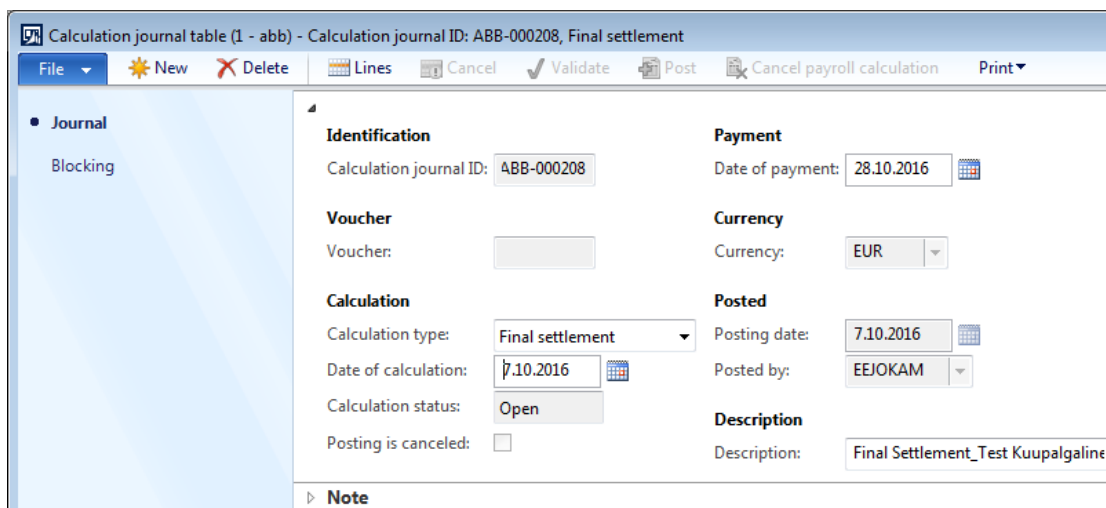 Calculation journal table (1 - abb) - Calculation journal ID: ABB-000208, Final settlement
File New Delete Lines Cancel Validate Post Cancel payroll calculation Print
Journal
Blocking
Identification
Calculation journal ID: ABB-000208
Voucher
Voucher:
Calculation
Calculation type: Final settlement
Date of calculation: 7.10.2016
Calculation status: Open
Posting is canceled:
Payment
Date of payment: 28.10.2016
Currency
Currency: EUR
Posted
Posting date: 7.10.2016
Posted by: EEJOKAM
Description
Description: Final Settlement_Test Kuupalgaline
Note